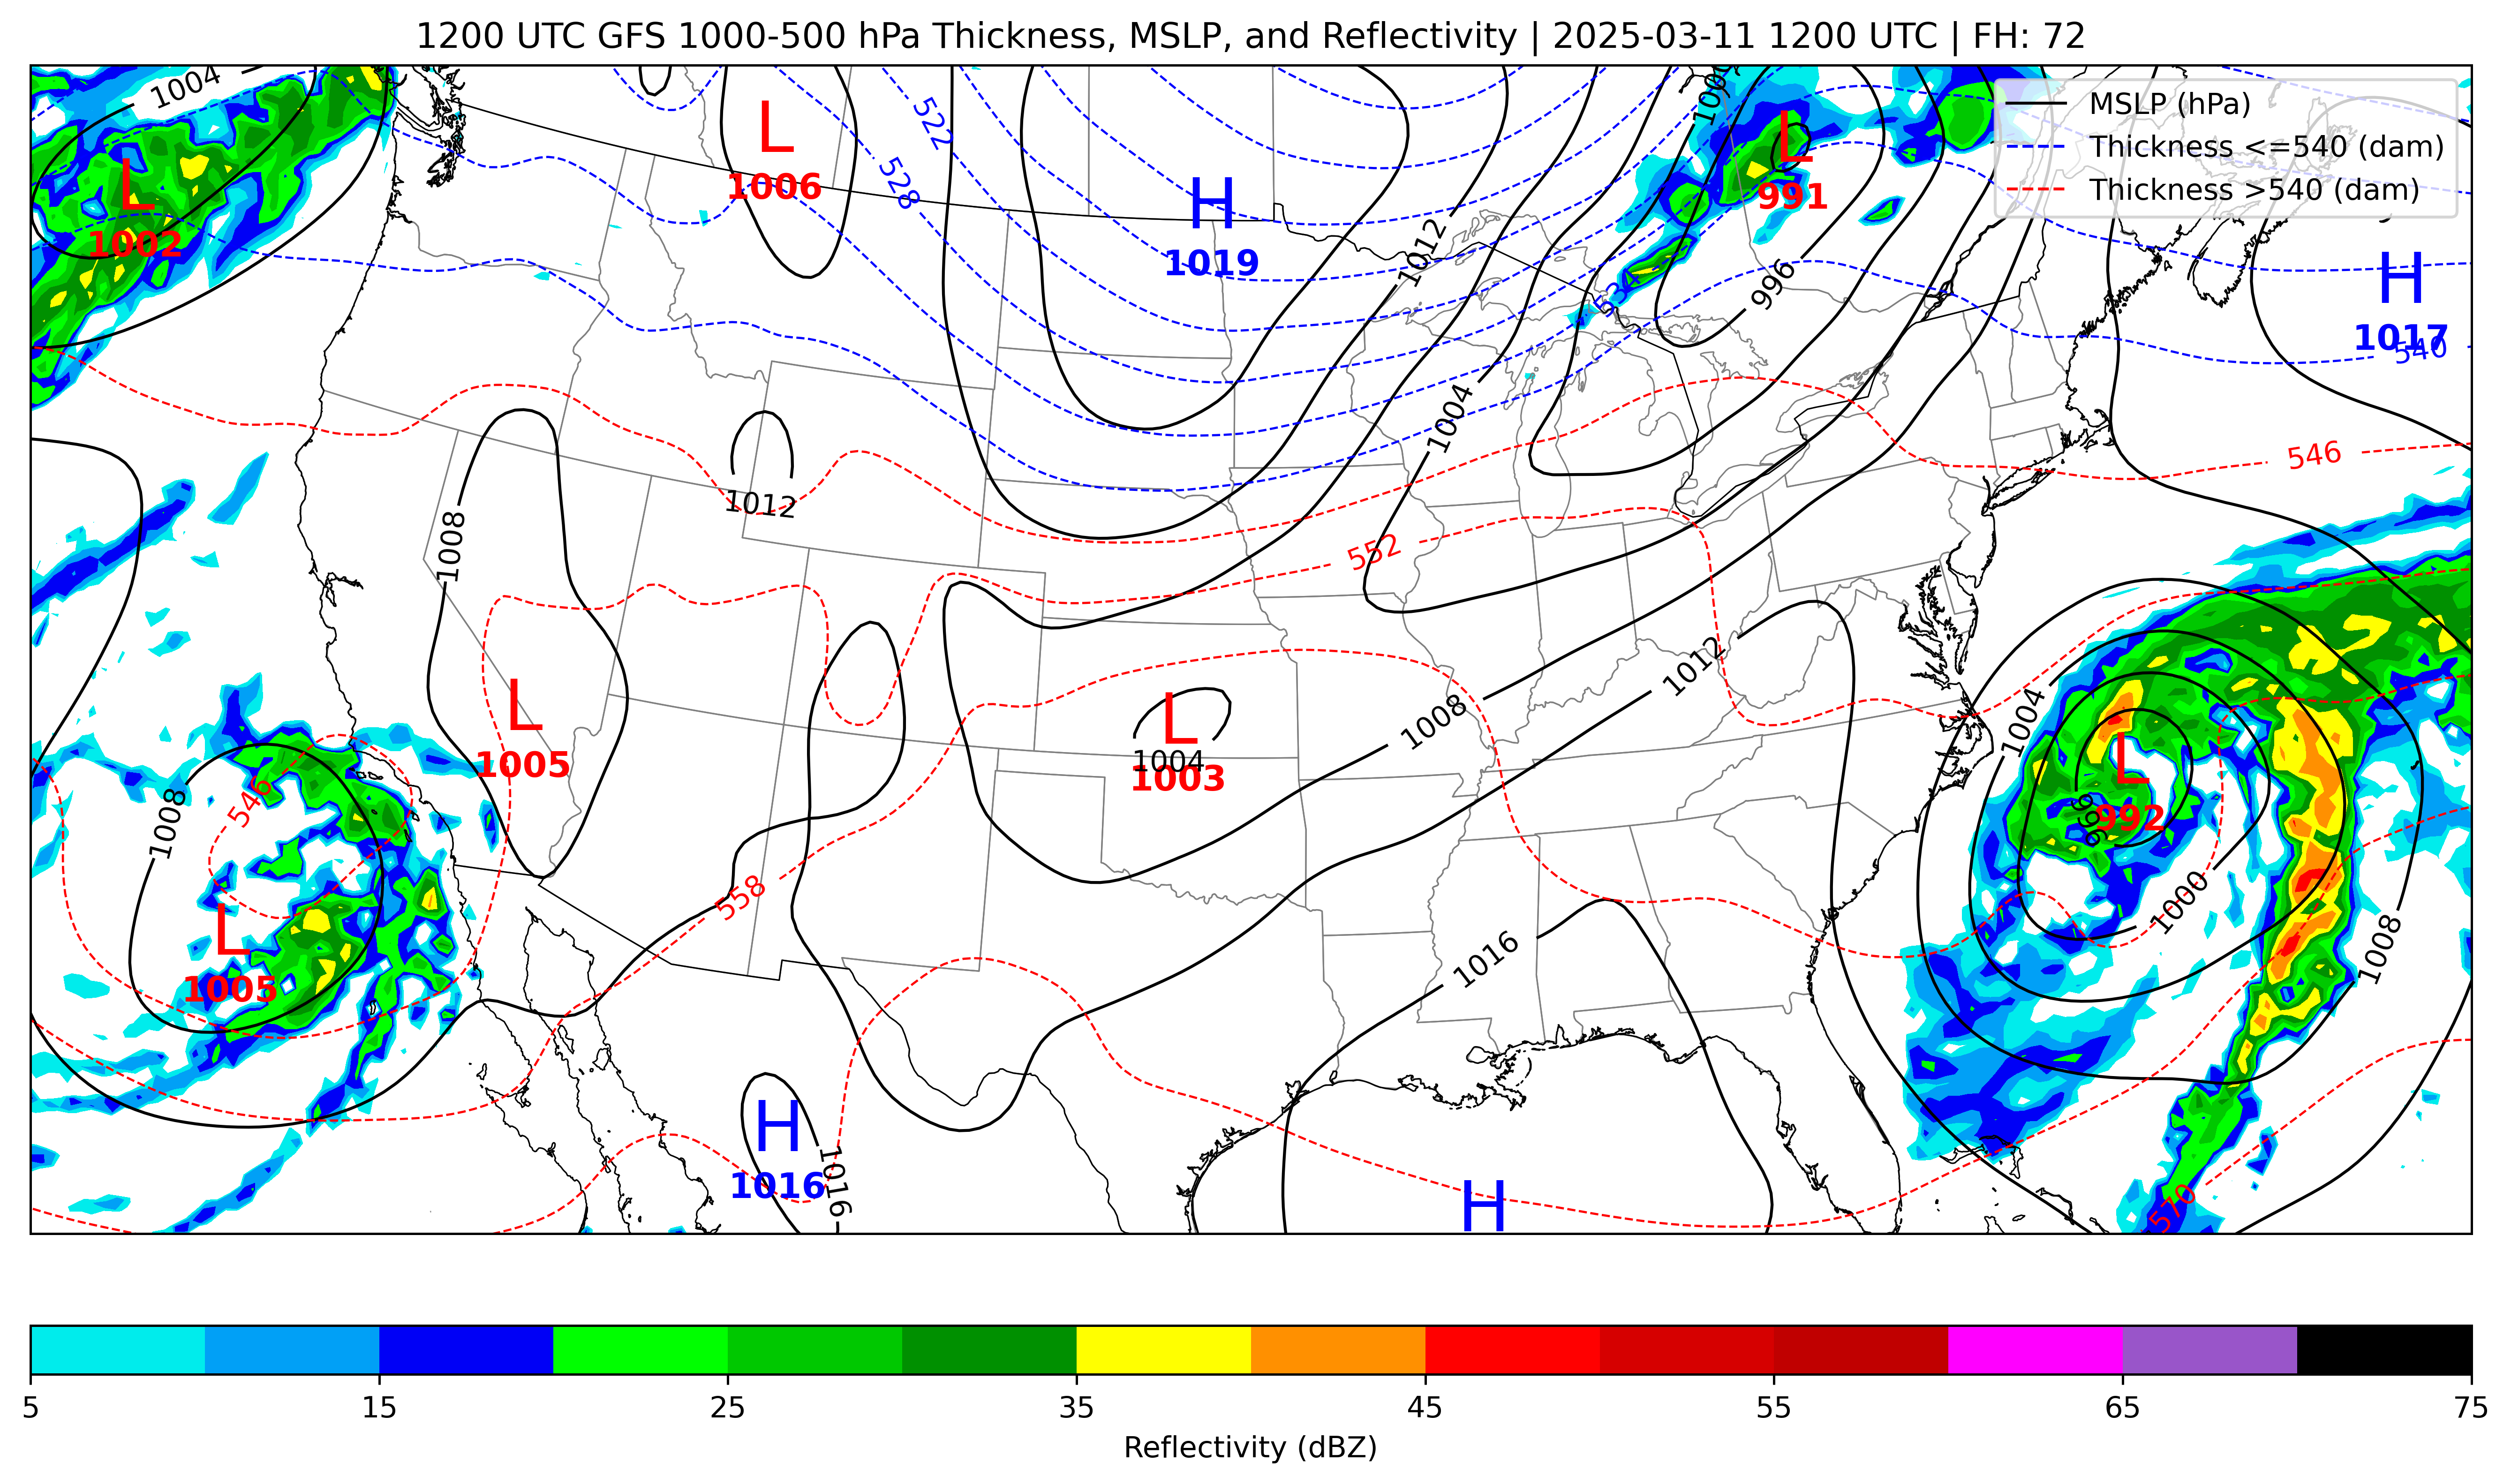 1200 UTC GFS 1000-500 hPa Thickness, MSLP, and Reflectivity | 2025-03-11 1200 UTC | FH: 72
MSLP (hPa)
Thickness <=540 (dam)
Thickness >540 (dam)
1004
L
1002
L
1006
522
528
H
1019
1012
L
991
996
534
H
1017
540
1004
546
552
1012
1008
1012
1008
L
1005
L
1004
1003
1004
L
992
996
1000
1008
546
1008
L
1005
558
1016
H
1016
1016
H
570
5
15
25
35
45
55
65
75
Reflectivity (dBZ)